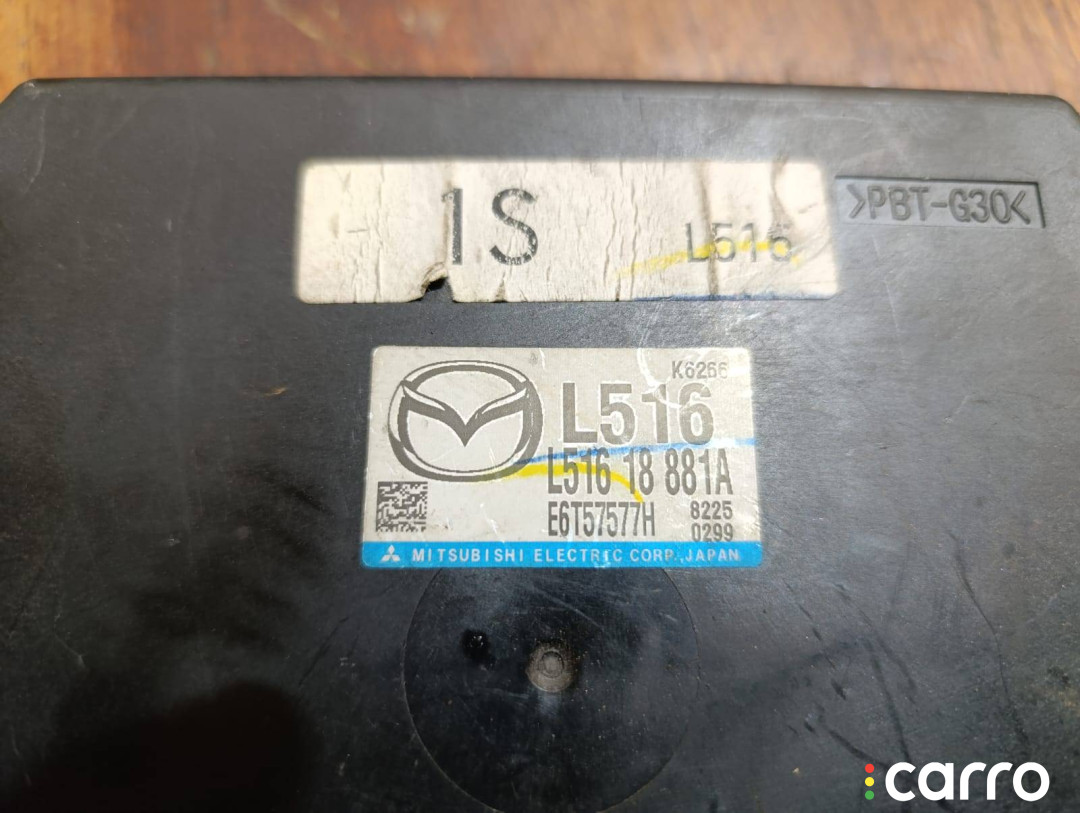 1S
L516
>PBT-G30<
K6266
L516
L516 18 881A
E6T57577H
8225
0299
MITSUBISHI ELECTRIC CORP.,JAPAN
carro